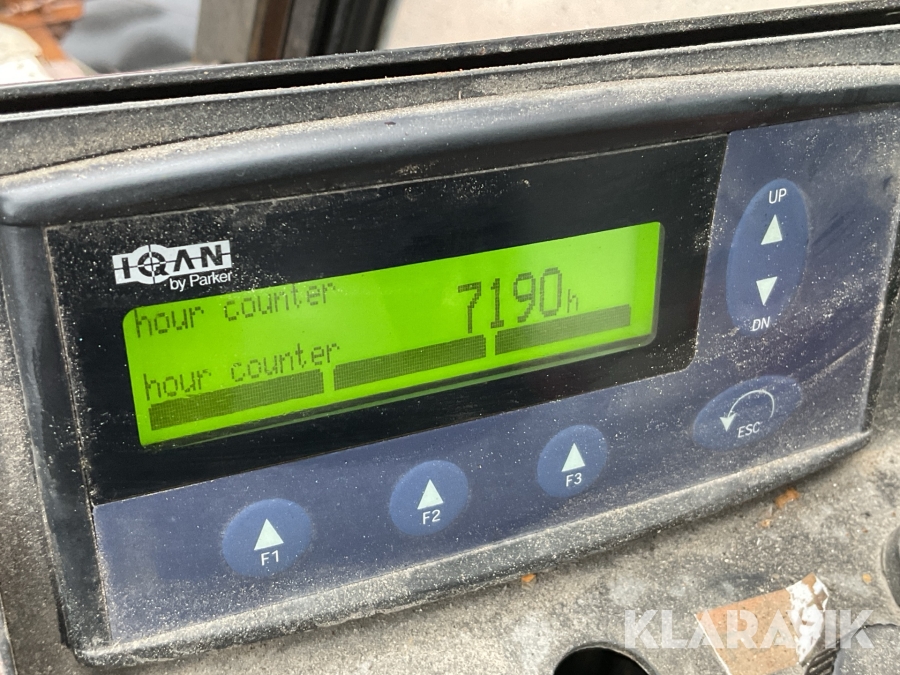 IQAN
by Parker
hour counter
7190h
hour counter
UP
DN
ESC
F1
F2
F3
KLARAVIK